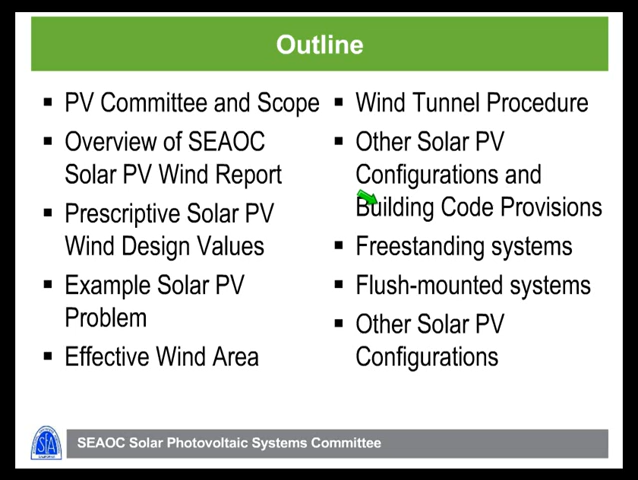 Outline
▪ PV Committee and Scope
▪ Overview of SEAOC
Solar PV Wind Report
▪ Prescriptive Solar PV
Wind Design Values
▪ Example Solar PV
Problem
▪ Effective Wind Area
▪ Wind Tunnel Procedure
▪ Other Solar PV
Configurations and
Building Code Provisions
▪ Freestanding systems
▪ Flush-mounted systems
▪ Other Solar PV
Configurations
SEAOC Solar Photovoltaic Systems Committee